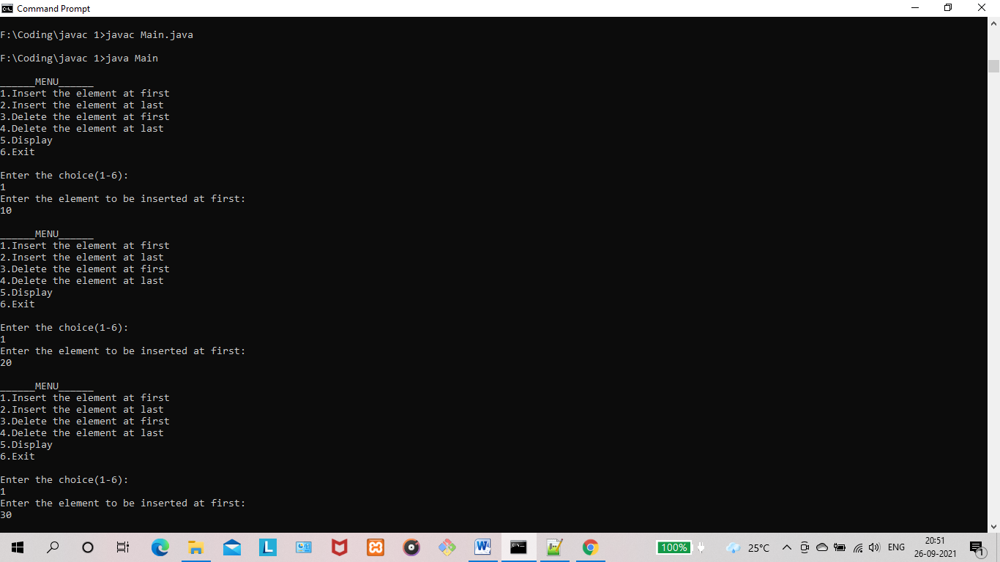 Command Prompt
F:\Coding\javac 1>javac Main.java
F:\Coding\javac 1>java Main
______MENU______
1.Insert the element at first
2.Insert the element at last
3.Delete the element at first
4.Delete the element at last
5.Display
6.Exit
Enter the choice(1-6):
1
Enter the element to be inserted at first:
10
______MENU______
1.Insert the element at first
2.Insert the element at last
3.Delete the element at first
4.Delete the element at last
5.Display
6.Exit
Enter the choice(1-6):
1
Enter the element to be inserted at first:
20
______MENU______
1.Insert the element at first
2.Insert the element at last
3.Delete the element at first
4.Delete the element at last
5.Display
6.Exit
Enter the choice(1-6):
1
Enter the element to be inserted at first:
30
100% 25°C ENG 20:51
26-09-2021